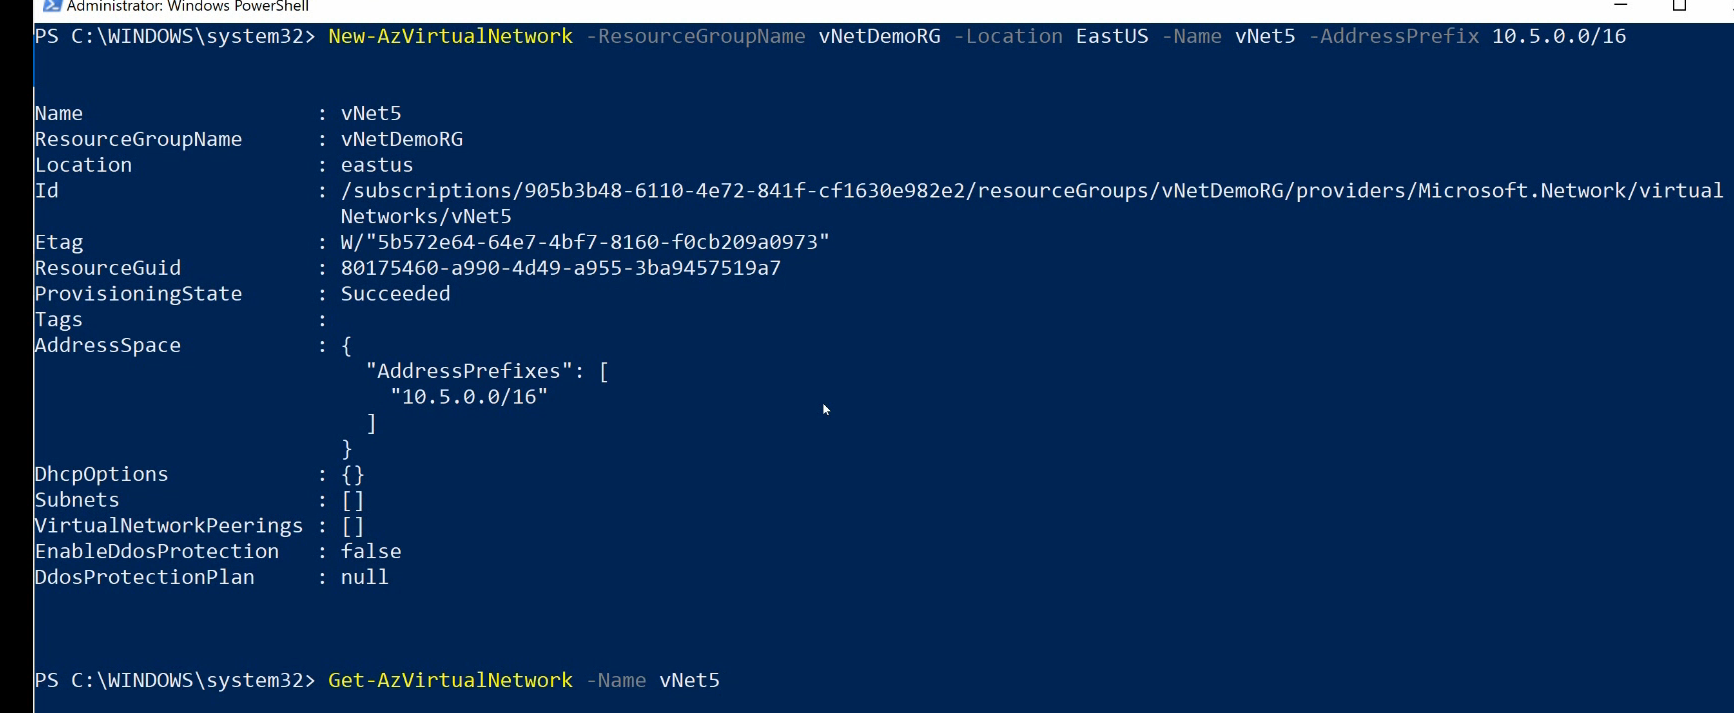 Administrator: Windows PowerShell
PS C:\WINDOWS\system32> New-AzVirtualNetwork -ResourceGroupName vNetDemoRG -Location EastUS -Name vNet5 -AddressPrefix 10.5.0.0/16
Name : vNet5
ResourceGroupName : vNetDemoRG
Location : eastus
Id : /subscriptions/905b3b48-6110-4e72-841f-cf1630e982e2/resourceGroups/vNetDemoRG/providers/Microsoft.Network/virtual
Networks/vNet5
Etag : W/"5b572e64-64e7-4bf7-8160-f0cb209a0973"
ResourceGuid : 80175460-a990-4d49-a955-3ba9457519a7
ProvisioningState : Succeeded
Tags :
AddressSpace : {
"AddressPrefixes": [
"10.5.0.0/16"
]
}
DhcpOptions : {}
Subnets : []
VirtualNetworkPeerings : []
EnableDdosProtection : false
DdosProtectionPlan : null
PS C:\WINDOWS\system32> Get-AzVirtualNetwork -Name vNet5